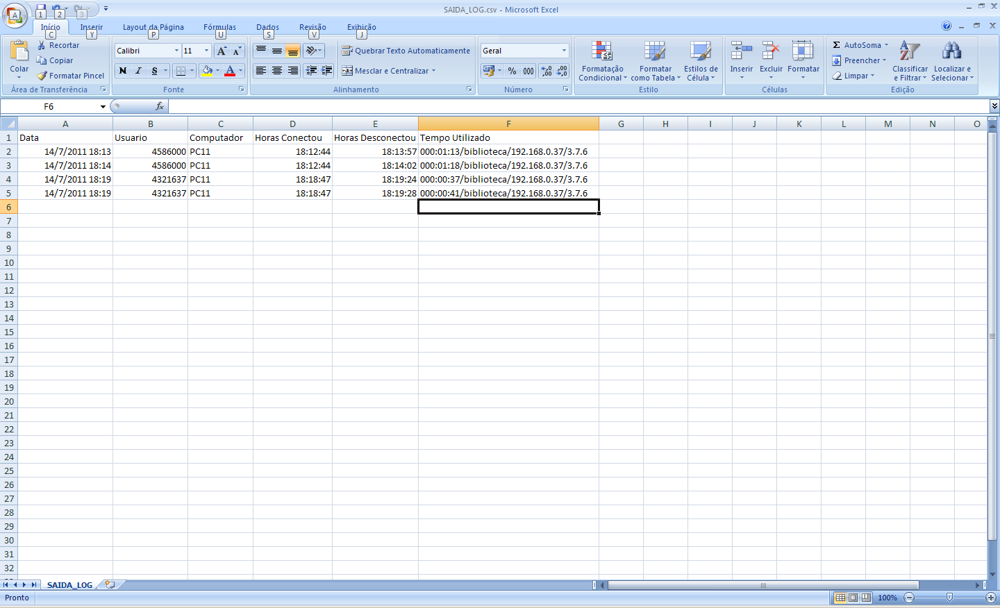 SAIDA_LOG.csv - Microsoft Excel
A 1 2 3
Início Inserir Layout da Página Fórmulas Dados Revisão Exibição
C Y P U S V J
Recortar
Copiar
Formatar Pincel
Colar
Área de Transferência
Calibri 11
N I S
Fonte
Quebrar Texto Automaticamente
Mesclar e Centralizar
Alinhamento
Geral
% 000
Número
Formatação Condicional
Formatar como Tabela
Estilos de Célula
Estilo
Inserir Excluir Formatar
Células
Σ AutoSoma
Preencher
Limpar
Classificar e Filtrar
Localizar e Selecionar
Edição
F6 fx
A B C D E F G H I J K L M N O
1 Data Usuario Computador Horas Conectou Horas Desconectou Tempo Utilizado
2 14/7/2011 18:13 4586000 PC11 18:12:44 18:13:57 000:01:13/biblioteca/192.168.0.37/3.7.6
3 14/7/2011 18:14 4586000 PC11 18:12:44 18:14:02 000:01:18/biblioteca/192.168.0.37/3.7.6
4 14/7/2011 18:19 4321637 PC11 18:18:47 18:19:24 000:00:37/biblioteca/192.168.0.37/3.7.6
5 14/7/2011 18:19 4321637 PC11 18:18:47 18:19:28 000:00:41/biblioteca/192.168.0.37/3.7.6
6
7
8
9
10
11
12
13
14
15
16
17
18
19
20
21
22
23
24
25
26
27
28
29
30
31
32
SAIDA_LOG
Pronto 100%